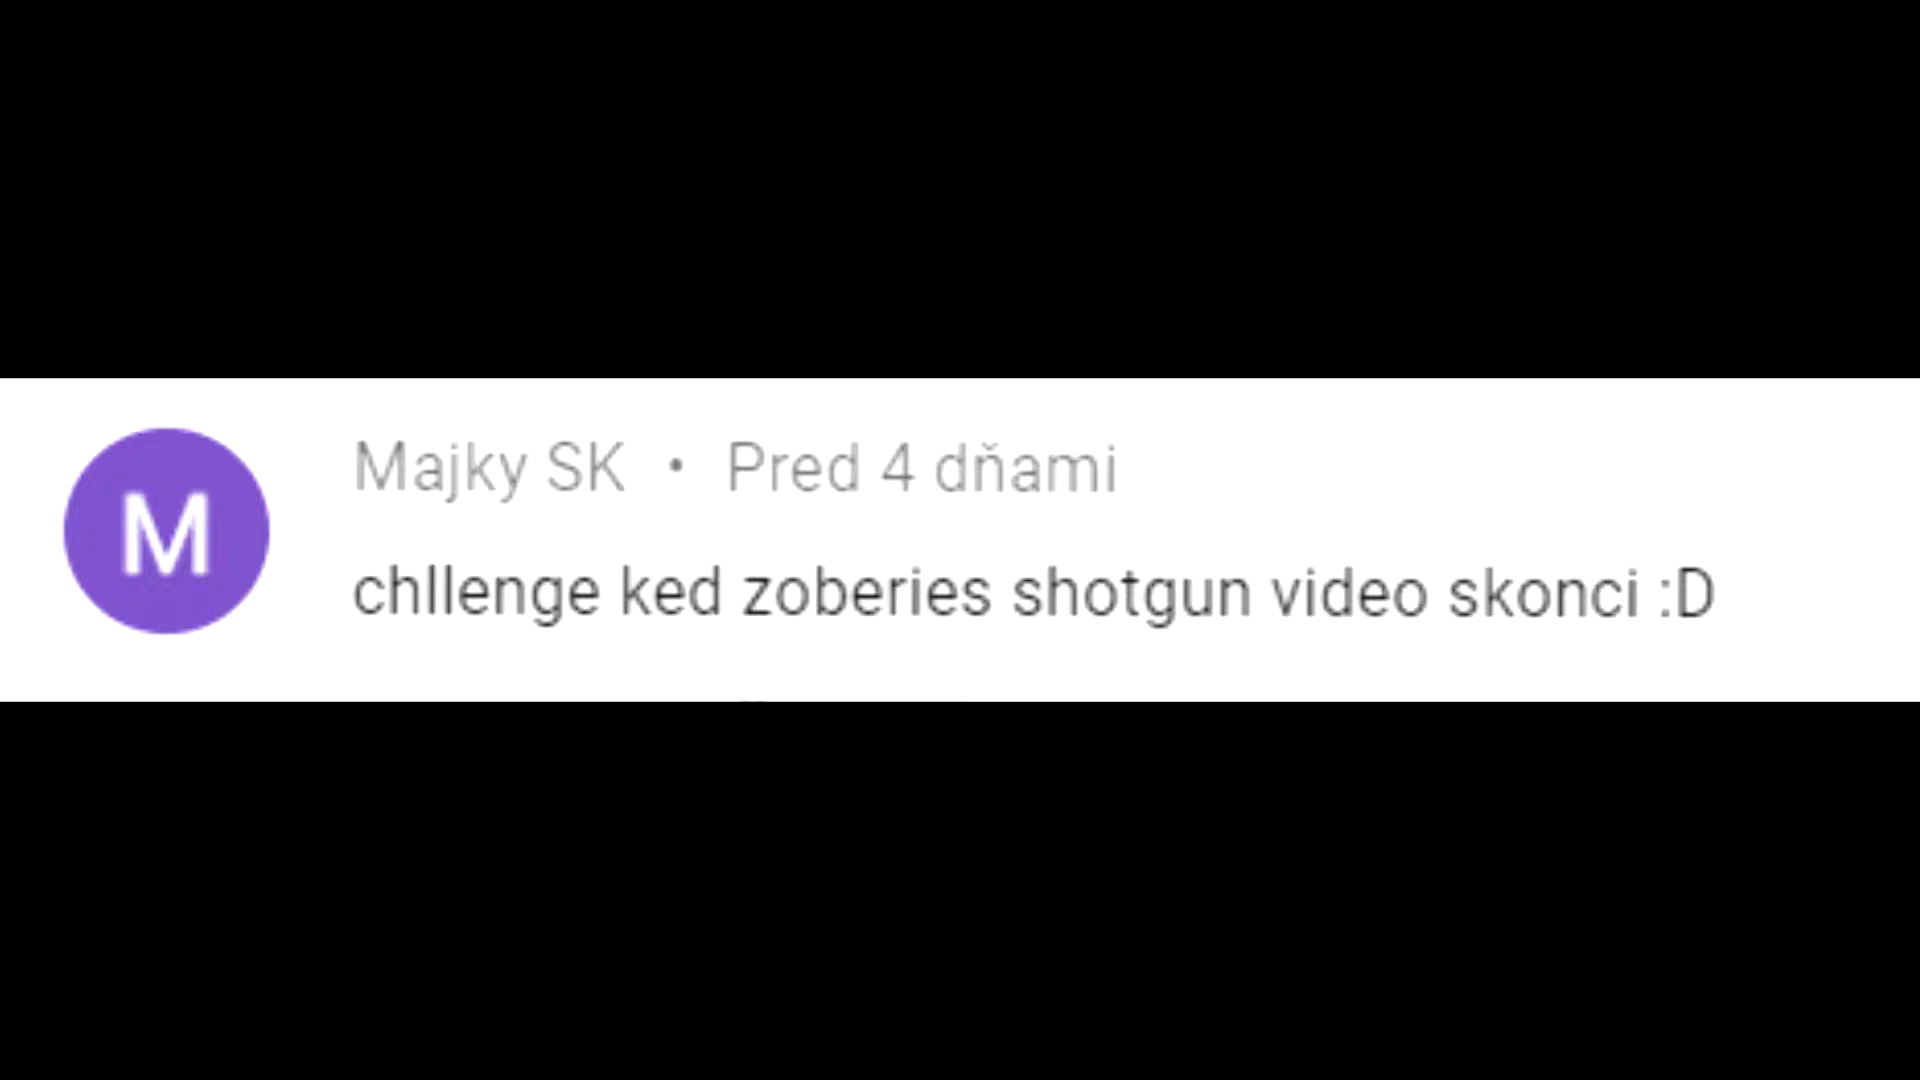 M
Majky SK • Pred 4 dňami
chllenge ked zoberies shotgun video skonci :D